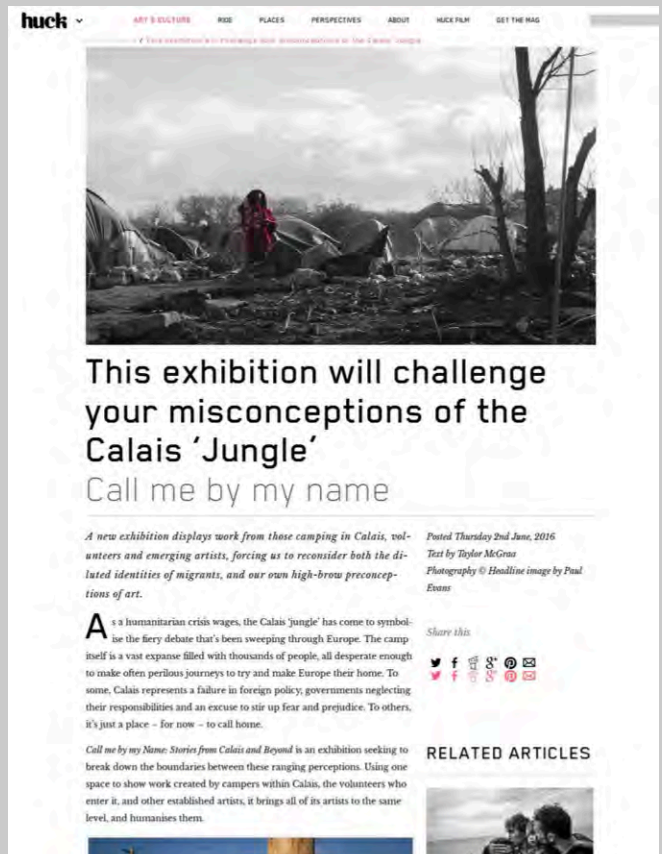 huck
ART & CULTURE RIDE PLACES PERSPECTIVES ABOUT HUCK FILM GET THE MAG
/ This exhibition will challenge your misconceptions of the Calais 'Jungle'
This exhibition will challenge
your misconceptions of the
Calais ‘Jungle’
Call me by my name
A new exhibition displays work from those camping in Calais, vol-
unteers and emerging artists, forcing us to reconsider both the di-
luted identities of migrants, and our own high-brow preconcep-
tions of art.
As a humanitarian crisis wages, the Calais ‘jungle’ has come to symbol-
ise the fiery debate that’s been sweeping through Europe. The camp
itself is a vast expanse filled with thousands of people, all desperate enough
to make often perilous journeys to try and make Europe their home. To
some, Calais represents a failure in foreign policy, governments neglecting
their responsibilities and an excuse to stir up fear and prejudice. To others,
it’s just a place – for now – to call home.
Call me by my Name: Stories from Calais and Beyond is an exhibition seeking to
break down the boundaries between these ranging perceptions. Using one
space to show work created by campers within Calais, the volunteers who
enter it, and other established artists, it brings all of its artists to the same
level, and humanises them.
Posted Thursday 2nd June, 2016
Text by Taylor McGraa
Photography © Headline image by Paul
Evans
Share this
RELATED ARTICLES